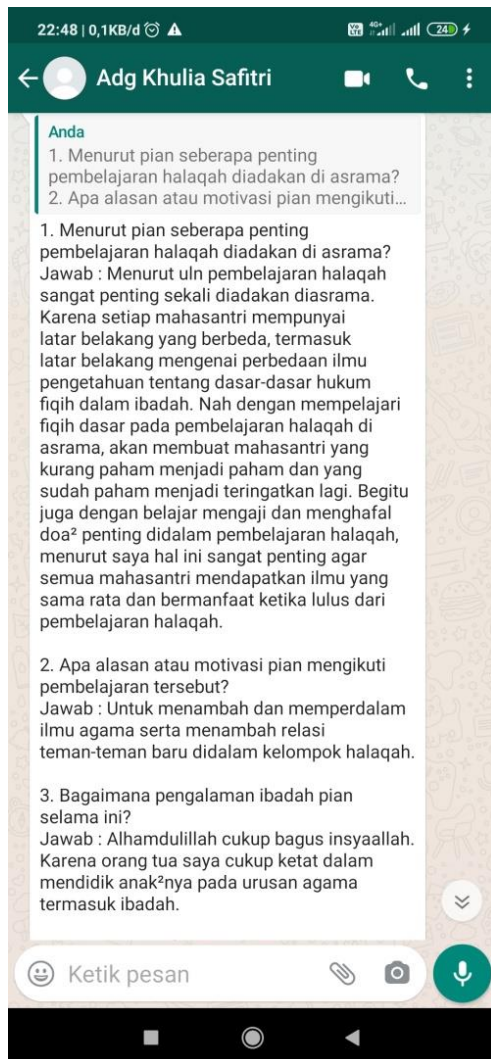 22:48 | 0,1KB/d
Vo WiFi 4G+ 24
Adg Khulia Safitri
Anda
1. Menurut pian seberapa penting
pembelajaran halaqah diadakan di asrama?
2. Apa alasan atau motivasi pian mengikuti...
1. Menurut pian seberapa penting
pembelajaran halaqah diadakan di asrama?
Jawab : Menurut uln pembelajaran halaqah
sangat penting sekali diadakan diasrama.
Karena setiap mahasantri mempunyai
latar belakang yang berbeda, termasuk
latar belakang mengenai perbedaan ilmu
pengetahuan tentang dasar-dasar hukum
fiqih dalam ibadah. Nah dengan mempelajari
fiqih dasar pada pembelajaran halaqah di
asrama, akan membuat mahasantri yang
kurang paham menjadi paham dan yang
sudah paham menjadi teringatkan lagi. Begitu
juga dengan belajar mengaji dan menghafal
doa² penting didalam pembelajaran halaqah,
menurut saya hal ini sangat penting agar
semua mahasantri mendapatkan ilmu yang
sama rata dan bermanfaat ketika lulus dari
pembelajaran halaqah.
2. Apa alasan atau motivasi pian mengikuti
pembelajaran tersebut?
Jawab : Untuk menambah dan memperdalam
ilmu agama serta menambah relasi
teman-teman baru didalam kelompok halaqah.
3. Bagaimana pengalaman ibadah pian
selama ini?
Jawab : Alhamdulillah cukup bagus insyaallah.
Karena orang tua saya cukup ketat dalam
mendidik anak²nya pada urusan agama
termasuk ibadah.
Ketik pesan